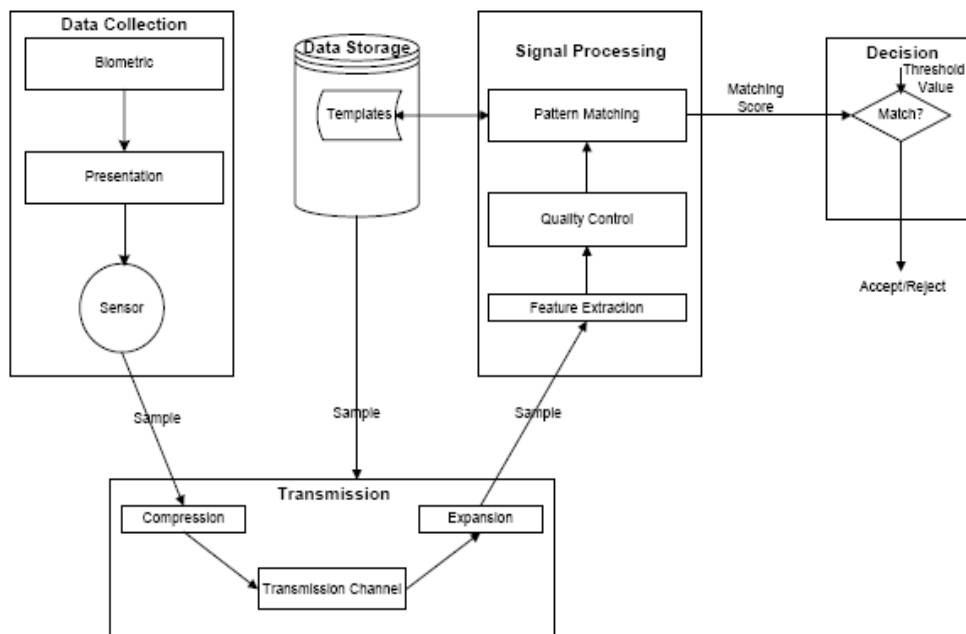 Data Collection
Biometric
Presentation
Sensor
Sample
Data Storage
Templates
Sample
Signal Processing
Pattern Matching
Quality Control
Feature Extraction
Sample
Matching
Score
Decision
Threshold
Value
Match?
Accept/Reject
Transmission
Compression
Transmission Channel
Expansion